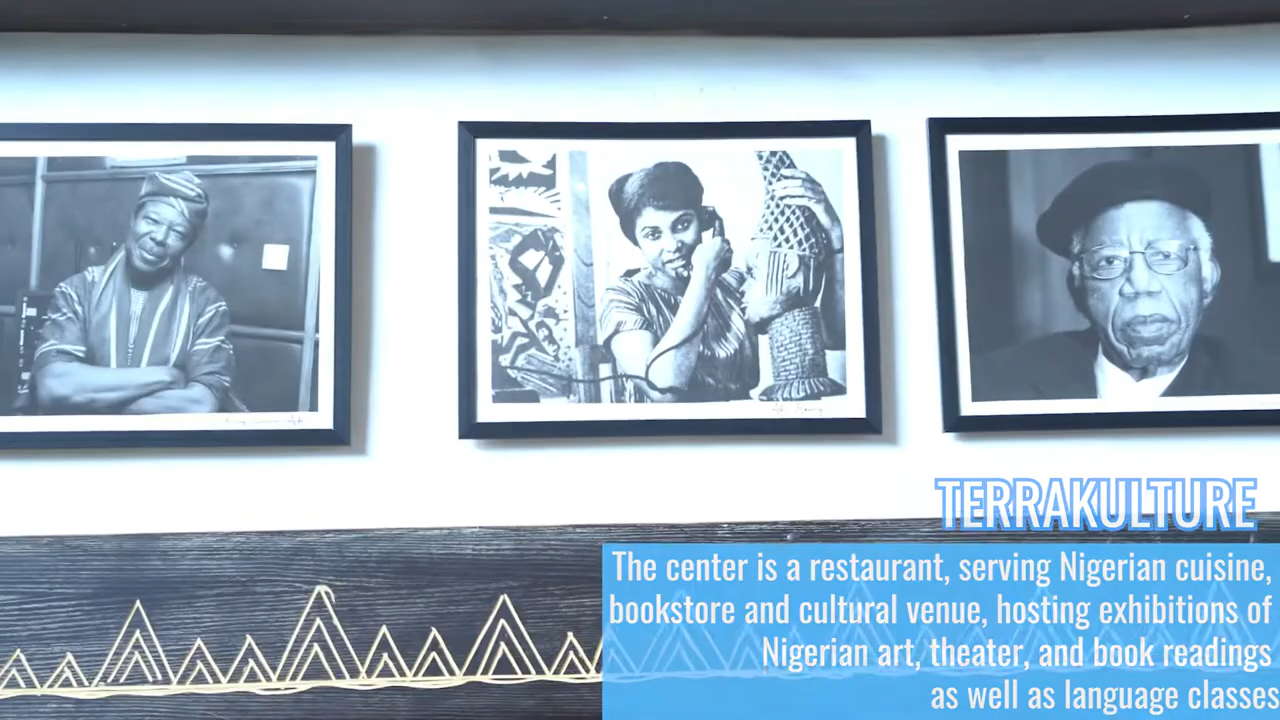 TERRAKULTURE
The center is a restaurant, serving Nigerian cuisine,
bookstore and cultural venue, hosting exhibitions of
Nigerian art, theater, and book readings
as well as language classes